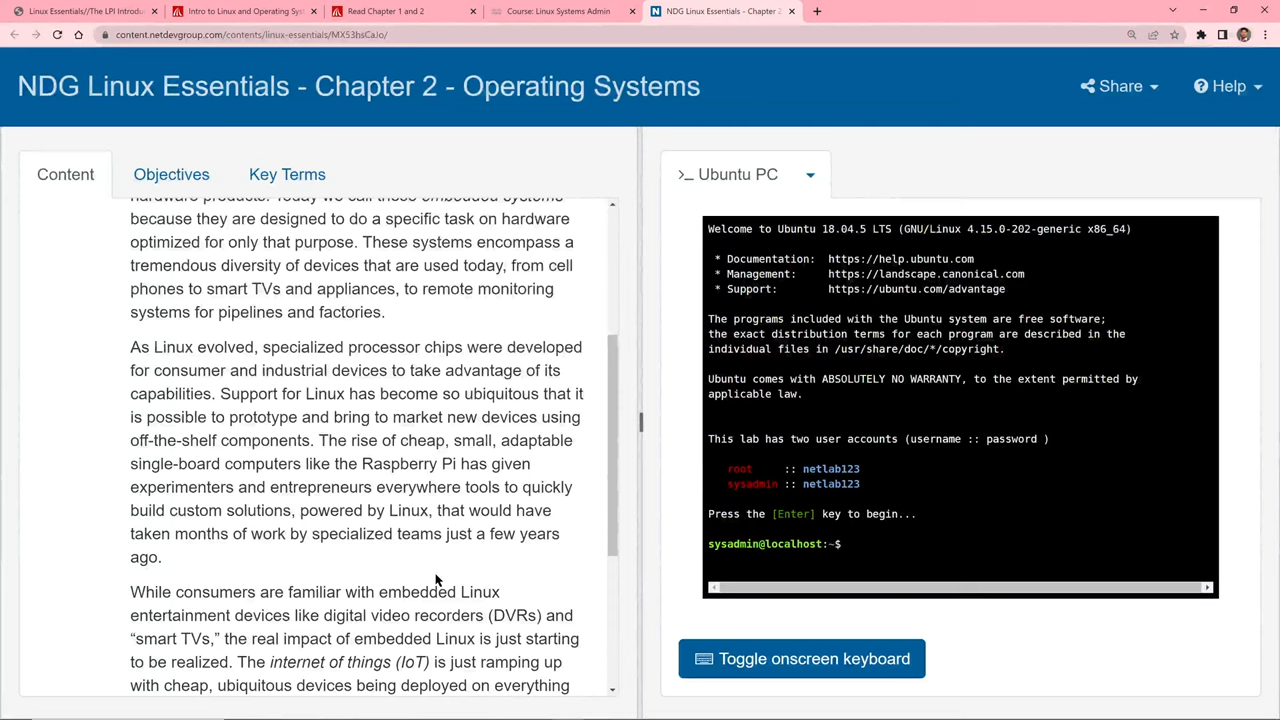 Linux Essentials//The LPI Introdu
Intro to Linux and Operating Sys
Read Chapter 1 and 2
Course: Linux Systems Admin
NDG Linux Essentials - Chapter 2
content.netdevgroup.com/contents/linux-essentials/MX53hsCaJo/
NDG Linux Essentials - Chapter 2 - Operating Systems
Share
Help
Content
Objectives
Key Terms
hardware products. Today we call these embedded systems
because they are designed to do a specific task on hardware
optimized for only that purpose. These systems encompass a
tremendous diversity of devices that are used today, from cell
phones to smart TVs and appliances, to remote monitoring
systems for pipelines and factories.
As Linux evolved, specialized processor chips were developed
for consumer and industrial devices to take advantage of its
capabilities. Support for Linux has become so ubiquitous that it
is possible to prototype and bring to market new devices using
off-the-shelf components. The rise of cheap, small, adaptable
single-board computers like the Raspberry Pi has given
experimenters and entrepreneurs everywhere tools to quickly
build custom solutions, powered by Linux, that would have
taken months of work by specialized teams just a few years
ago.
While consumers are familiar with embedded Linux
entertainment devices like digital video recorders (DVRs) and
“smart TVs,” the real impact of embedded Linux is just starting
to be realized. The internet of things (IoT) is just ramping up
with cheap, ubiquitous devices being deployed on everything
>_ Ubuntu PC
Welcome to Ubuntu 18.04.5 LTS (GNU/Linux 4.15.0-202-generic x86_64)
* Documentation: https://help.ubuntu.com
* Management: https://landscape.canonical.com
* Support: https://ubuntu.com/advantage
The programs included with the Ubuntu system are free software;
the exact distribution terms for each program are described in the
individual files in /usr/share/doc/*/copyright.
Ubuntu comes with ABSOLUTELY NO WARRANTY, to the extent permitted by
applicable law.
This lab has two user accounts (username :: password )
root :: netlab123
sysadmin :: netlab123
Press the [Enter] key to begin...
sysadmin@localhost:~$
Toggle onscreen keyboard